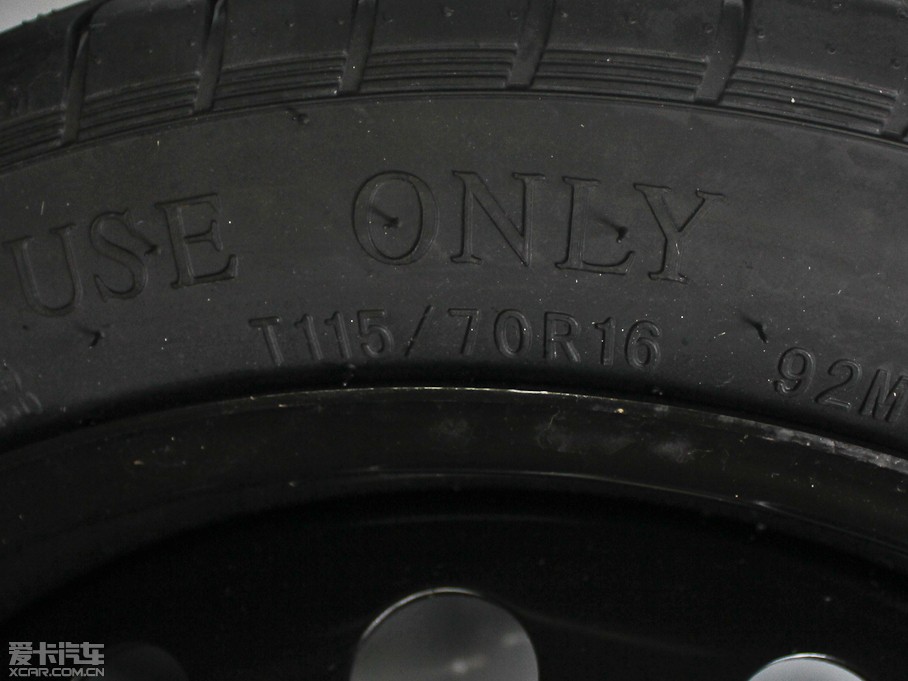 USE ONLY
T115/70R16 92M
爱卡汽车
XCAR.COM.CN